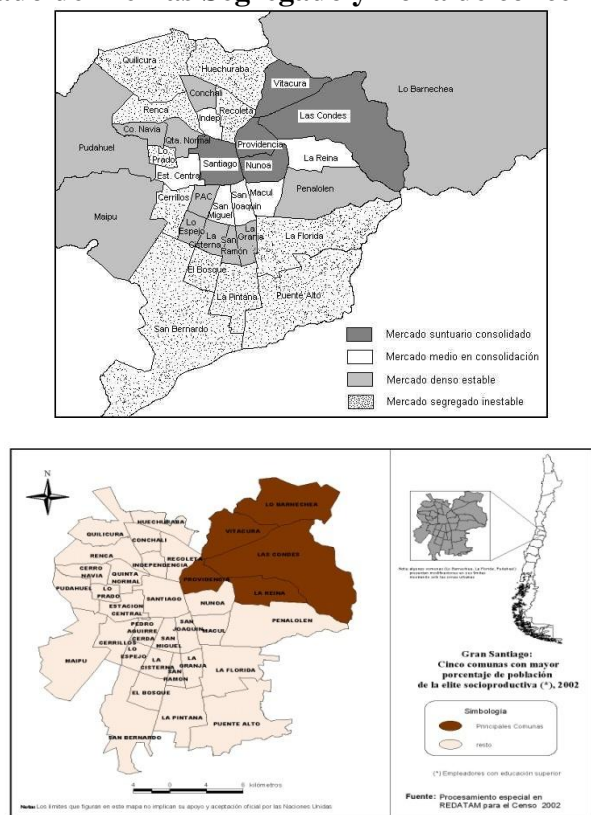 Quilicura
Huechuraba
Lo Barnechea
Vitacura
Conchali
Las Condes
Renca
Indep
Recoleta
Co. Navia
Qta. Normal
Providencia
Pudahuel
Lo
Prado
Santiago
Nunoa
La Reina
Est. Central
Maipu
Cerrillos
PAC
San
Miguel
San
Joaquin
Macul
Penalolen
Lo
Espejo
La
Cisterna
San
Ramón
La
Granja
La Florida
El Bosque
La Pintana
Puente Alto
San Bernardo
Mercado suntuario consolidado
Mercado medio en consolidación
Mercado denso estable
Mercado segregado inestable
N
LO BARNECHEA
HUECHURABA
VITACURA
QUILICURA
CONCHALI
LAS CONDES
RENCA
RECOLETA
INDEPENDENCIA
CERRO
NAVIA
QUINTA
NORMAL
PROVIDENCIA
LA REINA
PUDAHUEL
LO
PRADO
SANTIAGO
NUNOA
ESTACION
CENTRAL
PENALOLEN
PEDRO
AGUIRRE
CERDA
SAN
JOAQUIN
MACUL
CERRILLOS
LO
ESPEJO
SAN
MIGUEL
MAIPU
LA
CISTERNA
LA
GRANJA
SAN
RAMON
LA FLORIDA
EL BOSQUE
LA PINTANA
PUENTE ALTO
SAN BERNARDO
kilómetros
Nota: Los límites que figuran en este mapa no implican su apoyo y aceptación oficial por las Naciones Unidas.
Gran Santiago:
Cinco comunas con mayor
porcentaje de población
de la elite socioproductiva (*), 2002
Simbología
Principales Comunas
resto
(*) Empleadores con educación superior
Fuente: Procesamiento especial en
REDATAM para el Censo 2002